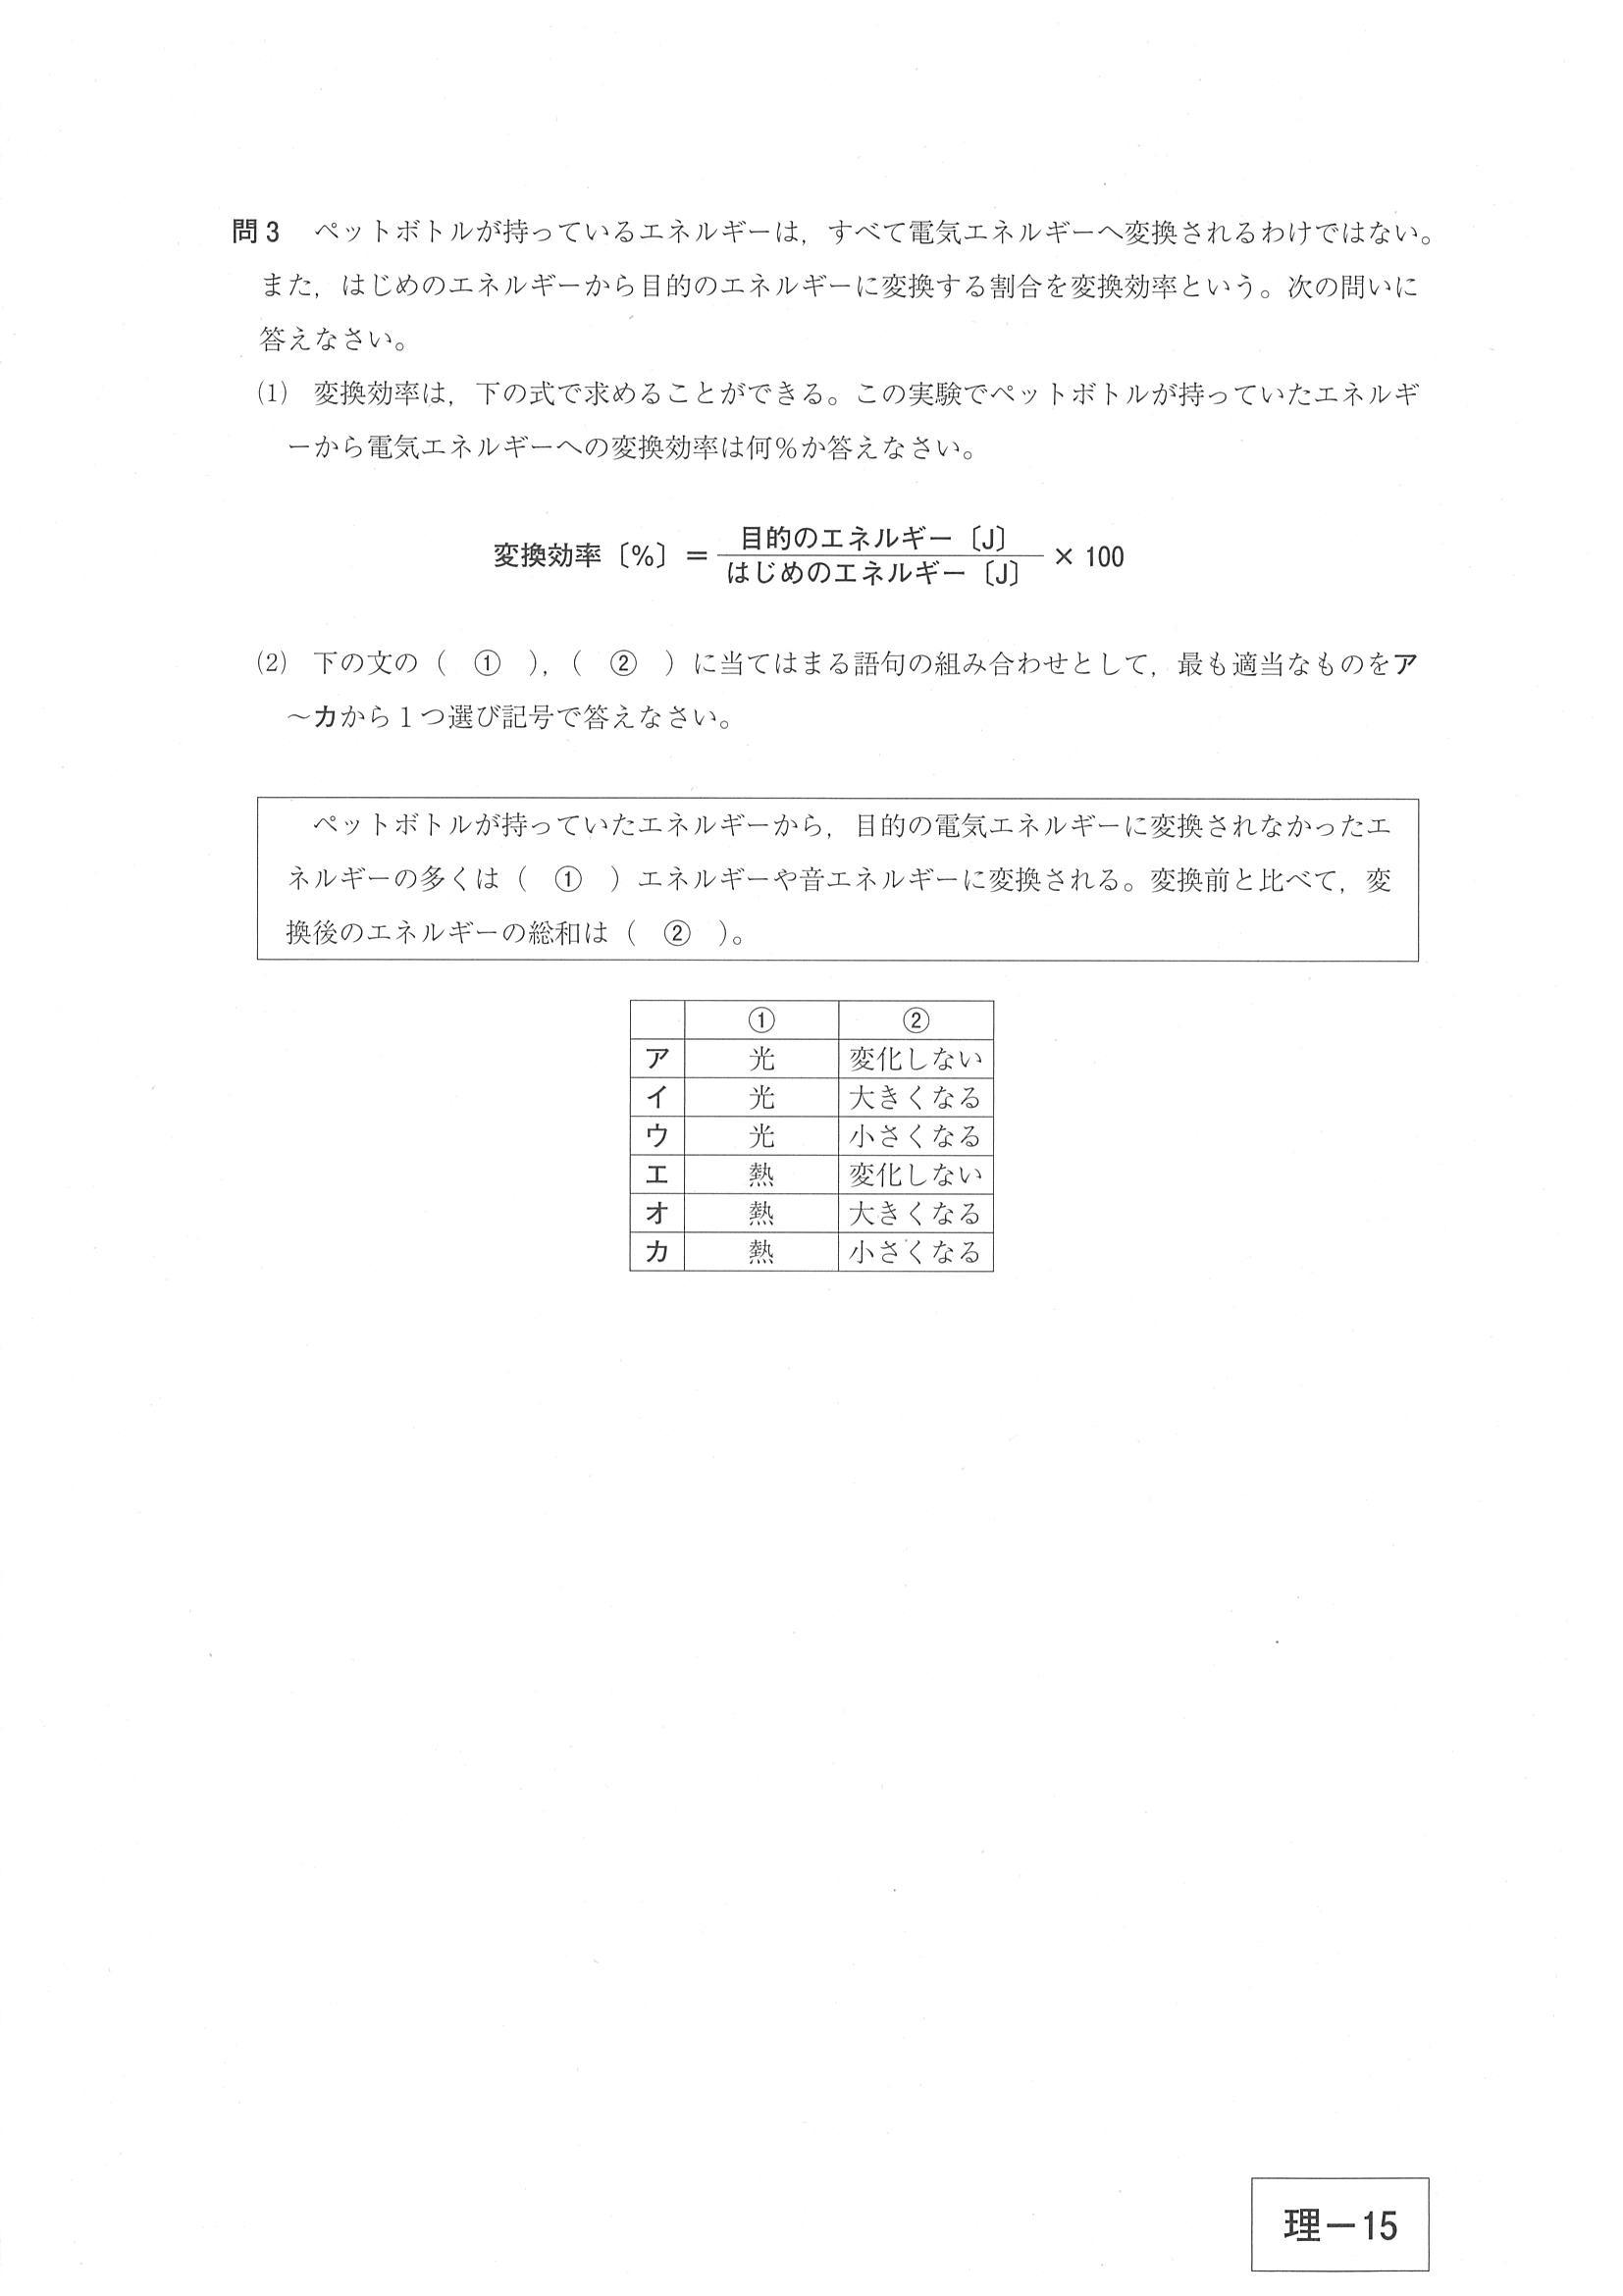 問3　ペットボトルが持っているエネルギーは，すべて電気エネルギーへ変換されるわけではない。
また，はじめのエネルギーから目的のエネルギーに変換する割合を変換効率という。次の問いに
答えなさい。
(1)　変換効率は，下の式で求めることができる。この実験でペットボトルが持っていたエネルギ
ーから電気エネルギーへの変換効率は何％か答えなさい。
変換効率〔％〕＝ 目的のエネルギー〔J〕 / はじめのエネルギー〔J〕 × 100
(2)　下の文の（　①　），（　②　）に当てはまる語句の組み合わせとして，最も適当なものをア
～カから1つ選び記号で答えなさい。
ペットボトルが持っていたエネルギーから，目的の電気エネルギーに変換されなかったエ
ネルギーの多くは（　①　）エネルギーや音エネルギーに変換される。変換前と比べて，変
換後のエネルギーの総和は（　②　）。
①　②
ア　光　変化しない
イ　光　大きくなる
ウ　光　小さくなる
エ　熱　変化しない
オ　熱　大きくなる
カ　熱　小さくなる
理－15